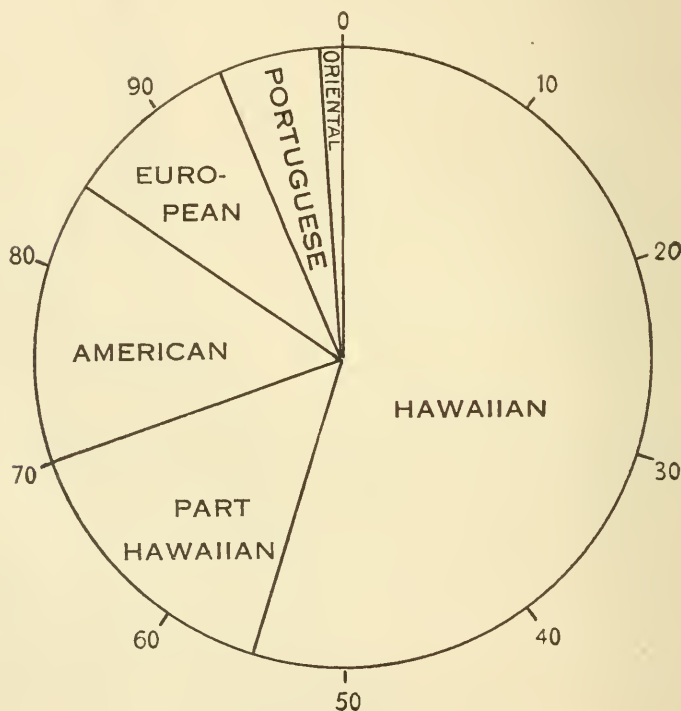 0
10
20
30
40
50
60
70
80
90
ORIENTAL
PORTUGUESE
EURO-
PEAN
AMERICAN
HAWAIIAN
PART
HAWAIIAN